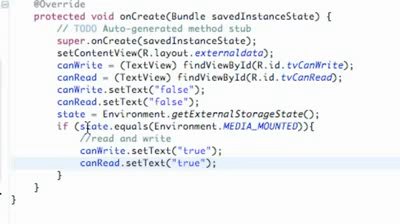 @Override
protected void onCreate(Bundle savedInstanceState) {
// TODO Auto-generated method stub
super.onCreate(savedInstanceState);
setContentView(R.layout.externaldata);
canWrite = (TextView) findViewById(R.id.tvCanWrite);
canRead = (TextView) findViewById(R.id.tvCanRead);
canWrite.setText("false");
canRead.setText("false");
state = Environment.getExternalStorageState();
if (state.equals(Environment.MEDIA_MOUNTED)){
//read and write
canWrite.setText("true");
canRead.setText("true");
}
}
}